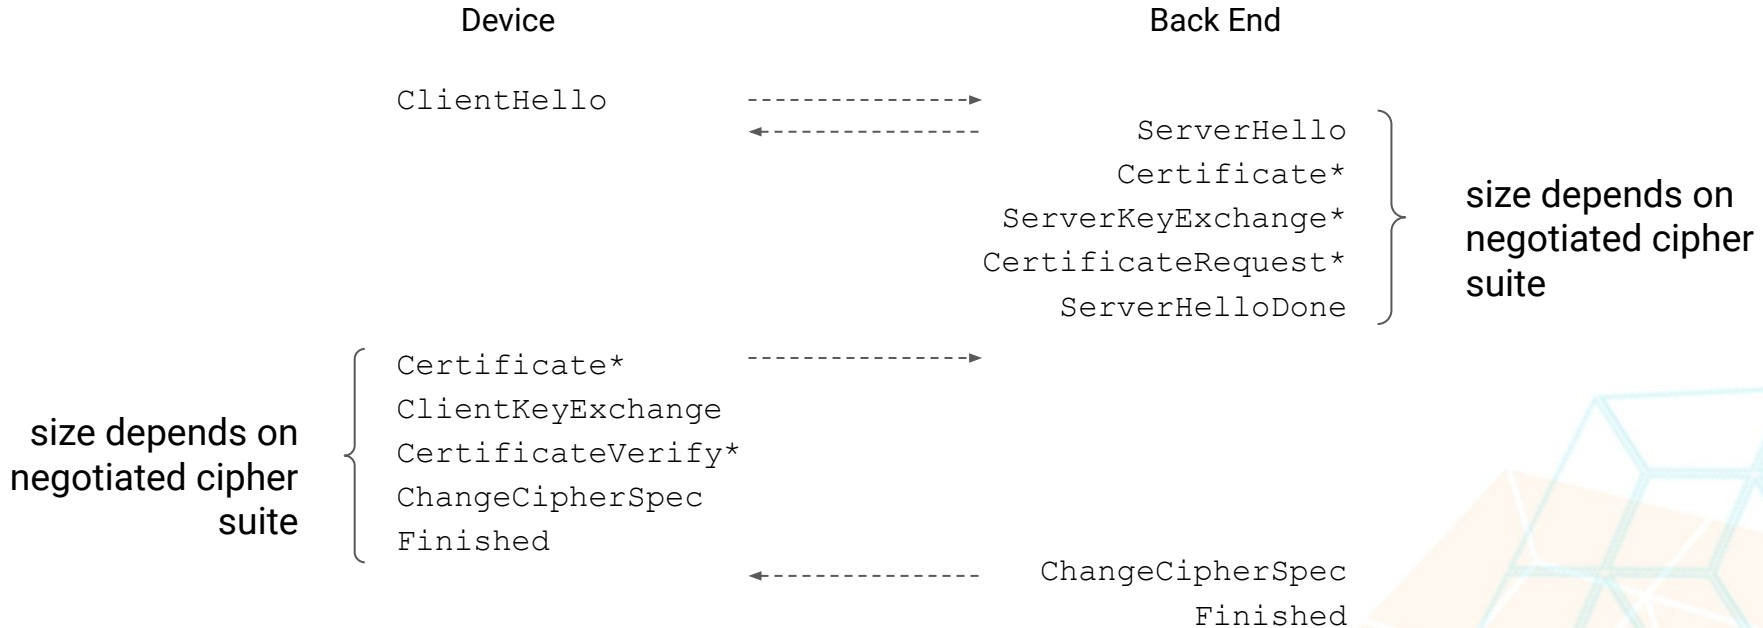 Device
Back End
ClientHello
ServerHello
Certificate*
ServerKeyExchange*
CertificateRequest*
ServerHelloDone
size depends on
negotiated cipher
suite
Certificate*
ClientKeyExchange
CertificateVerify*
ChangeCipherSpec
Finished
size depends on
negotiated cipher
suite
ChangeCipherSpec
Finished